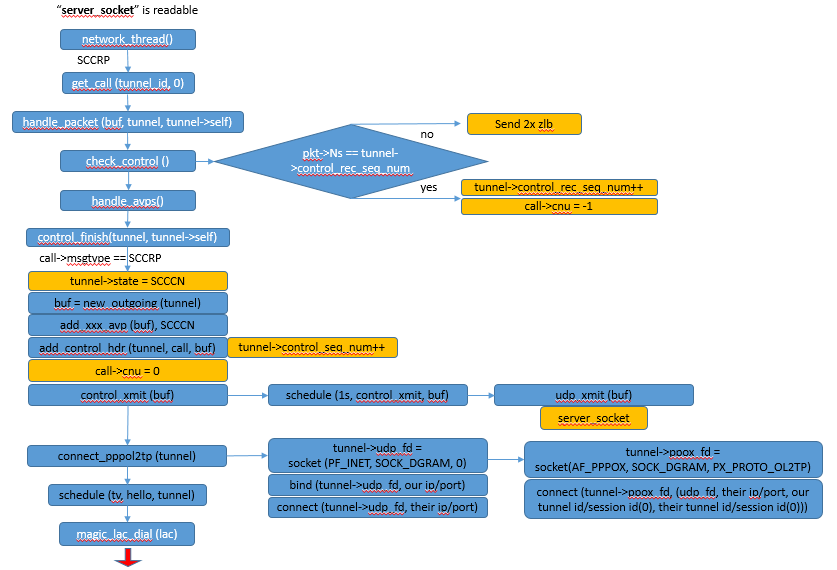 “server_socket” is readable
network_thread()
SCCRP
get_call (tunnel_id, 0)
handle_packet (buf, tunnel, tunnel->self)
no
Send 2x zlb
check_control ()
pkt->Ns == tunnel-
>control_rec_seq_num
yes
tunnel->control_rec_seq_num++
call->cnu = -1
handle_avps()
control_finish(tunnel, tunnel->self)
call->msgtype == SCCRP
tunnel->state = SCCCN
buf = new_outgoing (tunnel)
add_xxx_avp (buf), SCCCN
add_control_hdr (tunnel, call, buf)
tunnel->control_seq_num++
call->cnu = 0
control_xmit (buf)
schedule (1s, control_xmit, buf)
udp_xmit (buf)
server_socket
connect_pppol2tp (tunnel)
tunnel->udp_fd =
socket (PF_INET, SOCK_DGRAM, 0)
bind (tunnel->udp_fd, our ip/port)
connect (tunnel->udp_fd, their ip/port)
tunnel->ppox_fd =
socket(AF_PPPOX, SOCK_DGRAM, PX_PROTO_OL2TP)
connect (tunnel->ppox_fd, (udp_fd, their ip/port, our
tunnel id/session id(0), their tunnel id/session id(0)))
schedule (tv, hello, tunnel)
magic_lac_dial (lac)